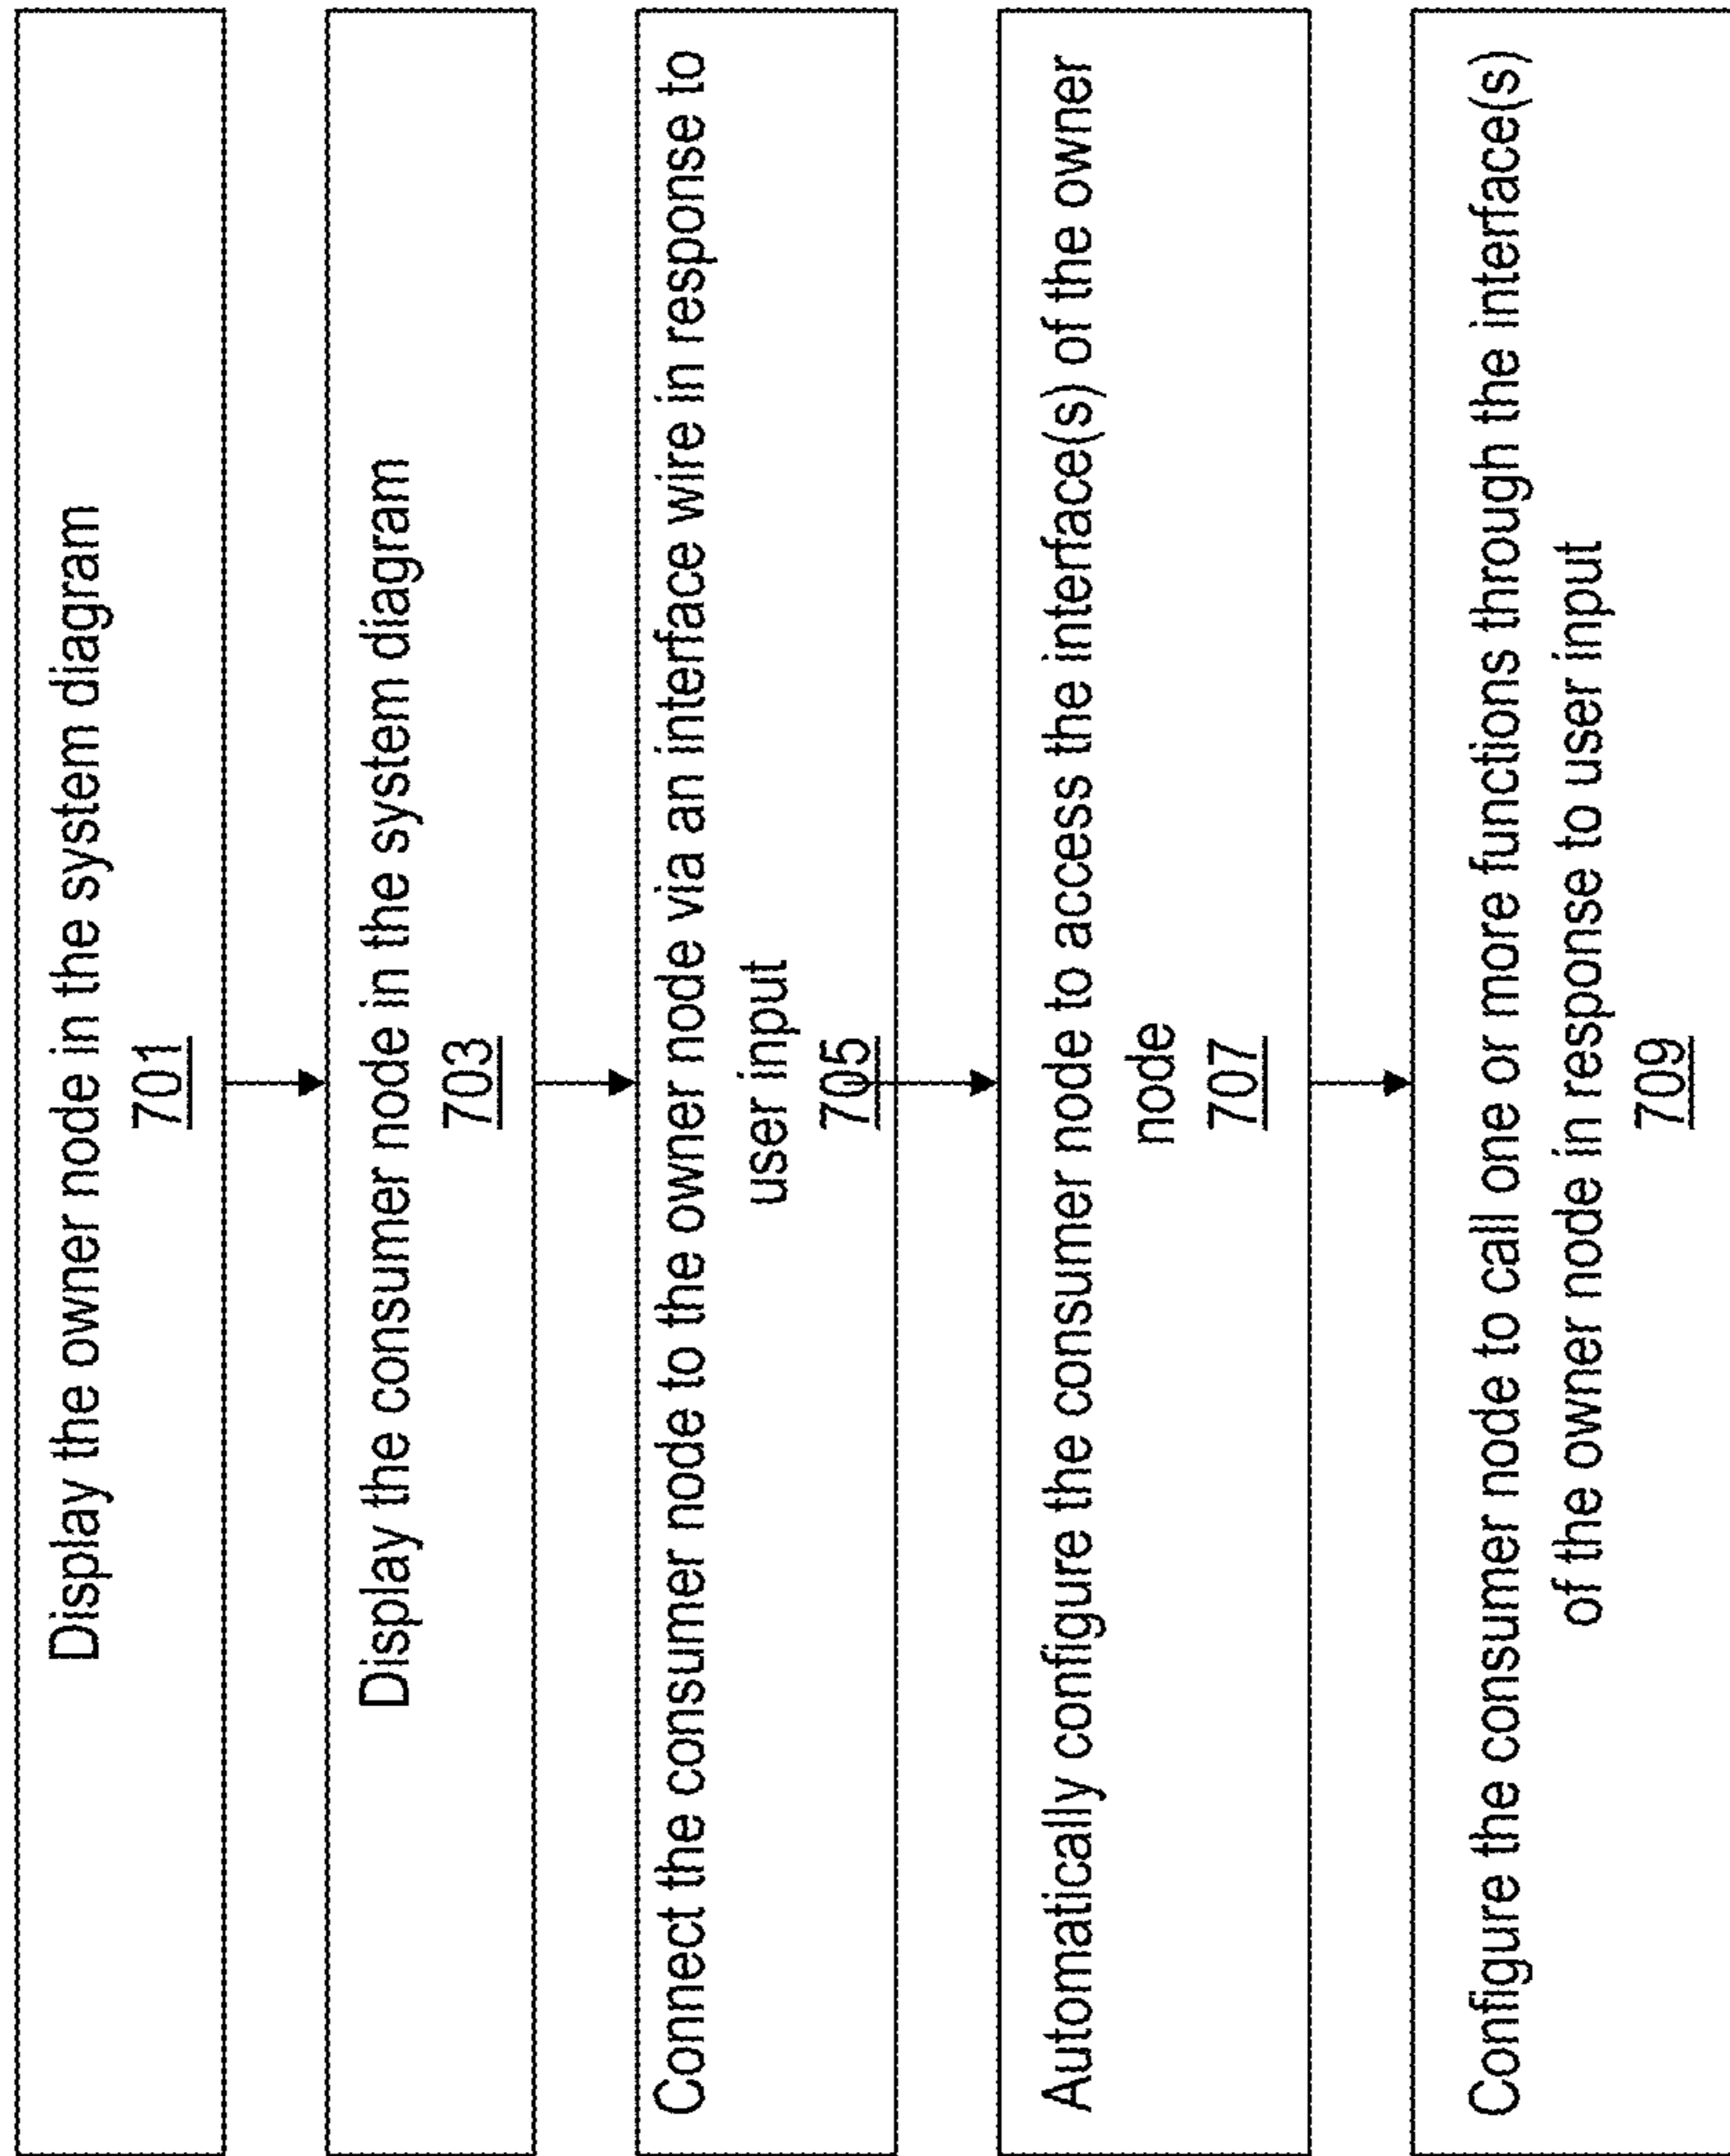 Display the owner node in the system diagram
701
Display the consumer node in the system diagram
703
Connect the consumer node to the owner node via an interface wire in response to
user input
705
Automatically configure the consumer node to access the interface(s) of the owner
node
707
Configure the consumer node to call one or more functions through the interface(s)
of the owner node in response to user input
709